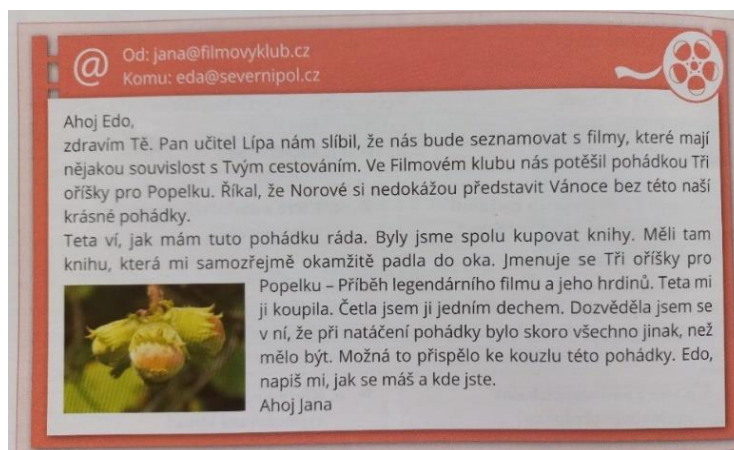 @ Od: jana@filmovyklub.cz
Komu: eda@severnipol.cz
Ahoj Edo,
zdravím Tě. Pan učitel Lípa nám slíbil, že nás bude seznamovat s filmy, které mají
nějakou souvislost s Tvým cestováním. Ve Filmovém klubu nás potěšil pohádkou Tři
oříšky pro Popelku. Říkal, že Norové si nedokážou představit Vánoce bez této naší
krásné pohádky.
Teta ví, jak mám tuto pohádku ráda. Byly jsme spolu kupovat knihy. Měli tam
knihu, která mi samozřejmě okamžitě padla do oka. Jmenuje se Tři oříšky pro
Popelku – Příběh legendárního filmu a jeho hrdinů. Teta mi
ji koupila. Četla jsem ji jedním dechem. Dozvěděla jsem se
v ní, že při natáčení pohádky bylo skoro všechno jinak, než
mělo být. Možná to přispělo ke kouzlu této pohádky. Edo,
napiš mi, jak se máš a kde jste.
Ahoj Jana